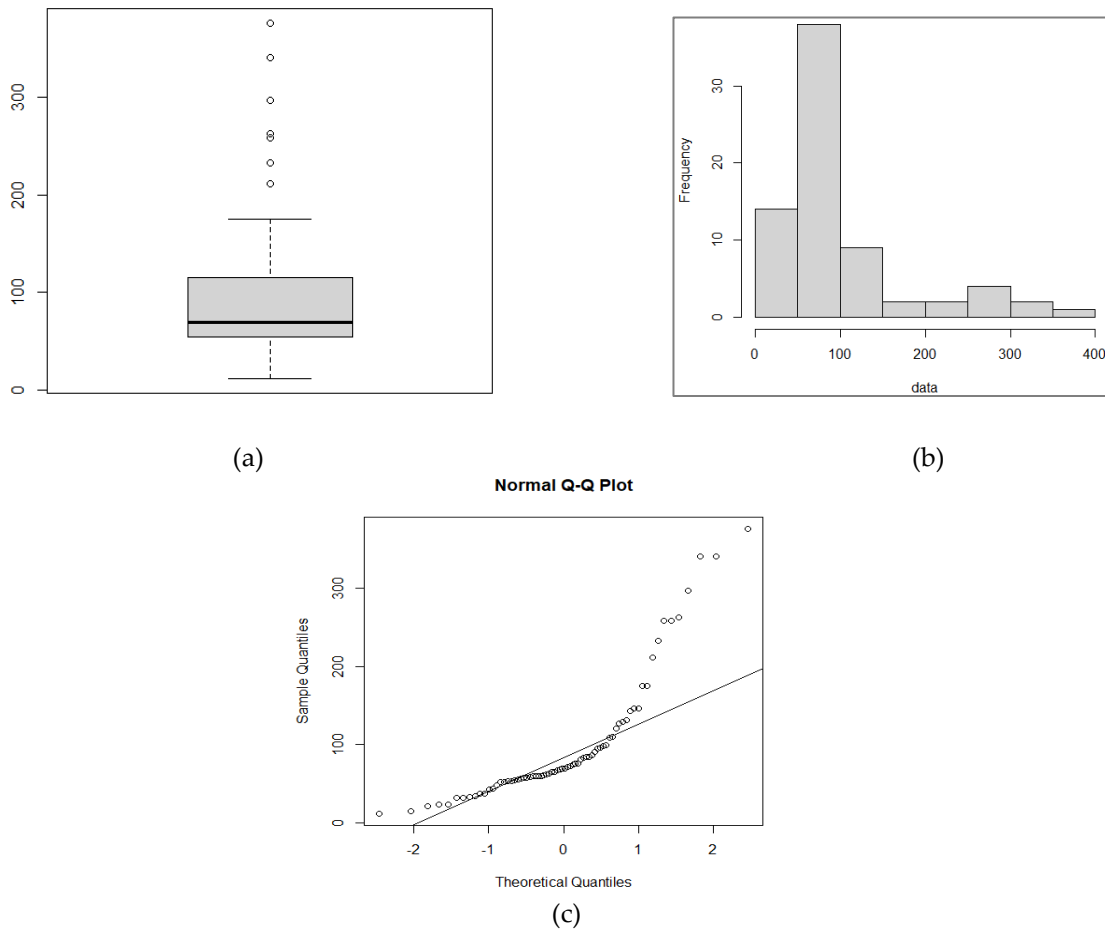 300
200
100
0
(a)
Frequency
30
20
10
0
0 100 200 300 400
data
(b)
Normal Q-Q Plot
Sample Quantiles
300
200
100
0
-2 -1 0 1 2
Theoretical Quantiles
(c)